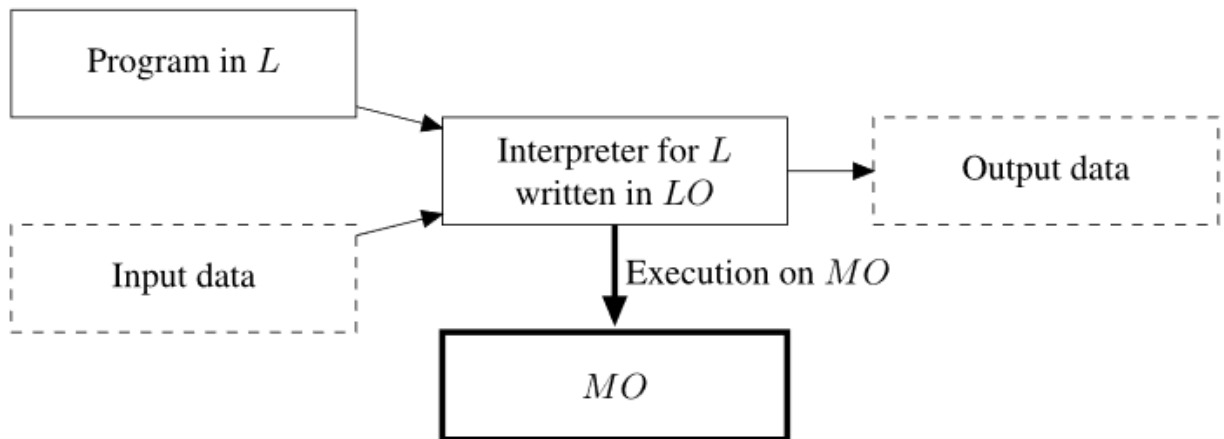 Program in L
Interpreter for L
written in LO
Output data
Input data
Execution on MO
MO